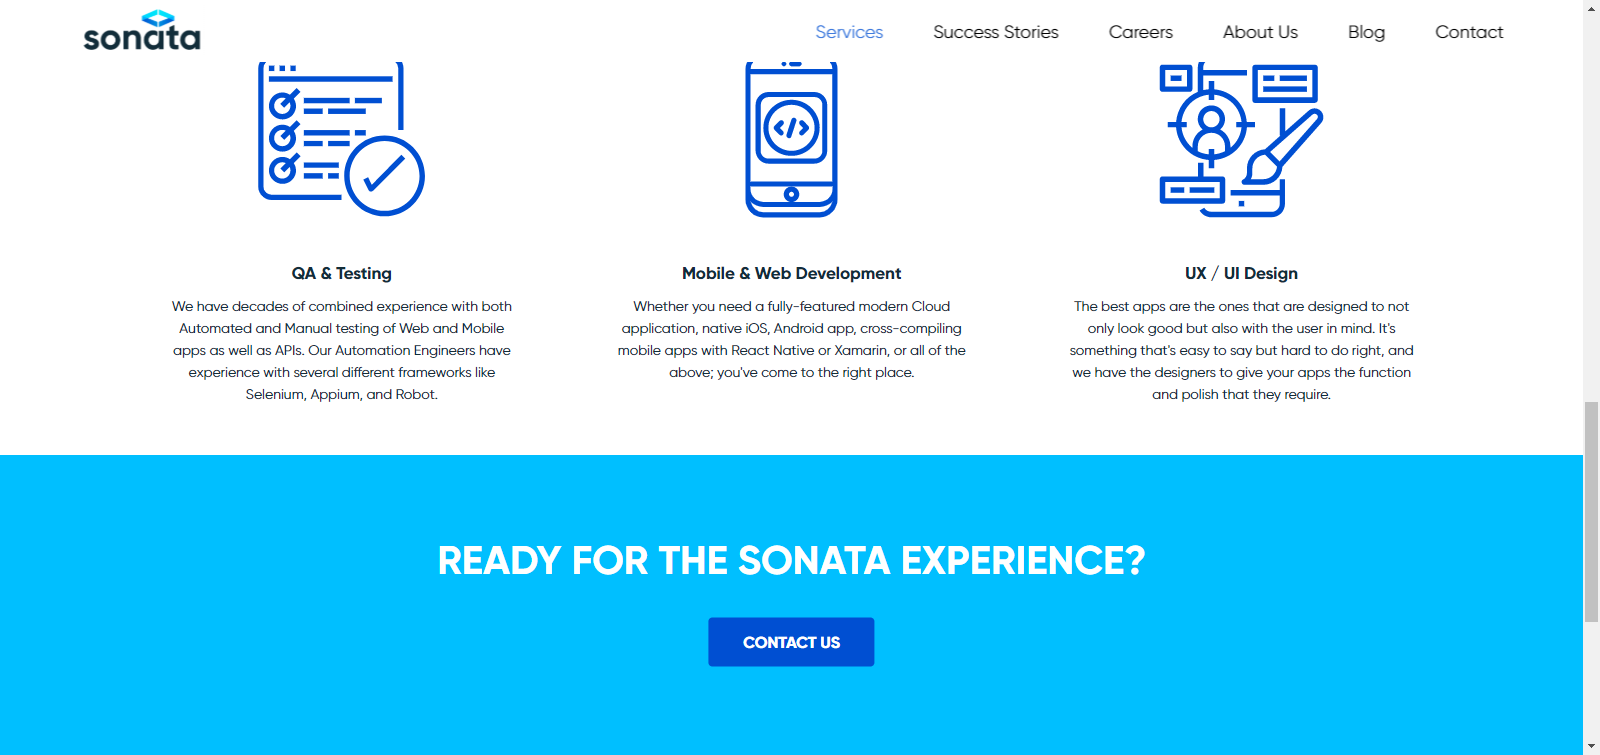 sonata
Services
Success Stories
Careers
About Us
Blog
Contact
QA & Testing
We have decades of combined experience with both
Automated and Manual testing of Web and Mobile
apps as well as APIs. Our Automation Engineers have
experience with several different frameworks like
Selenium, Appium, and Robot.
Mobile & Web Development
Whether you need a fully-featured modern Cloud
application, native iOS, Android app, cross-compiling
mobile apps with React Native or Xamarin, or all of the
above; you've come to the right place.
UX / UI Design
The best apps are the ones that are designed to not
only look good but also with the user in mind. It's
something that's easy to say but hard to do right, and
we have the designers to give your apps the function
and polish that they require.
READY FOR THE SONATA EXPERIENCE?
CONTACT US